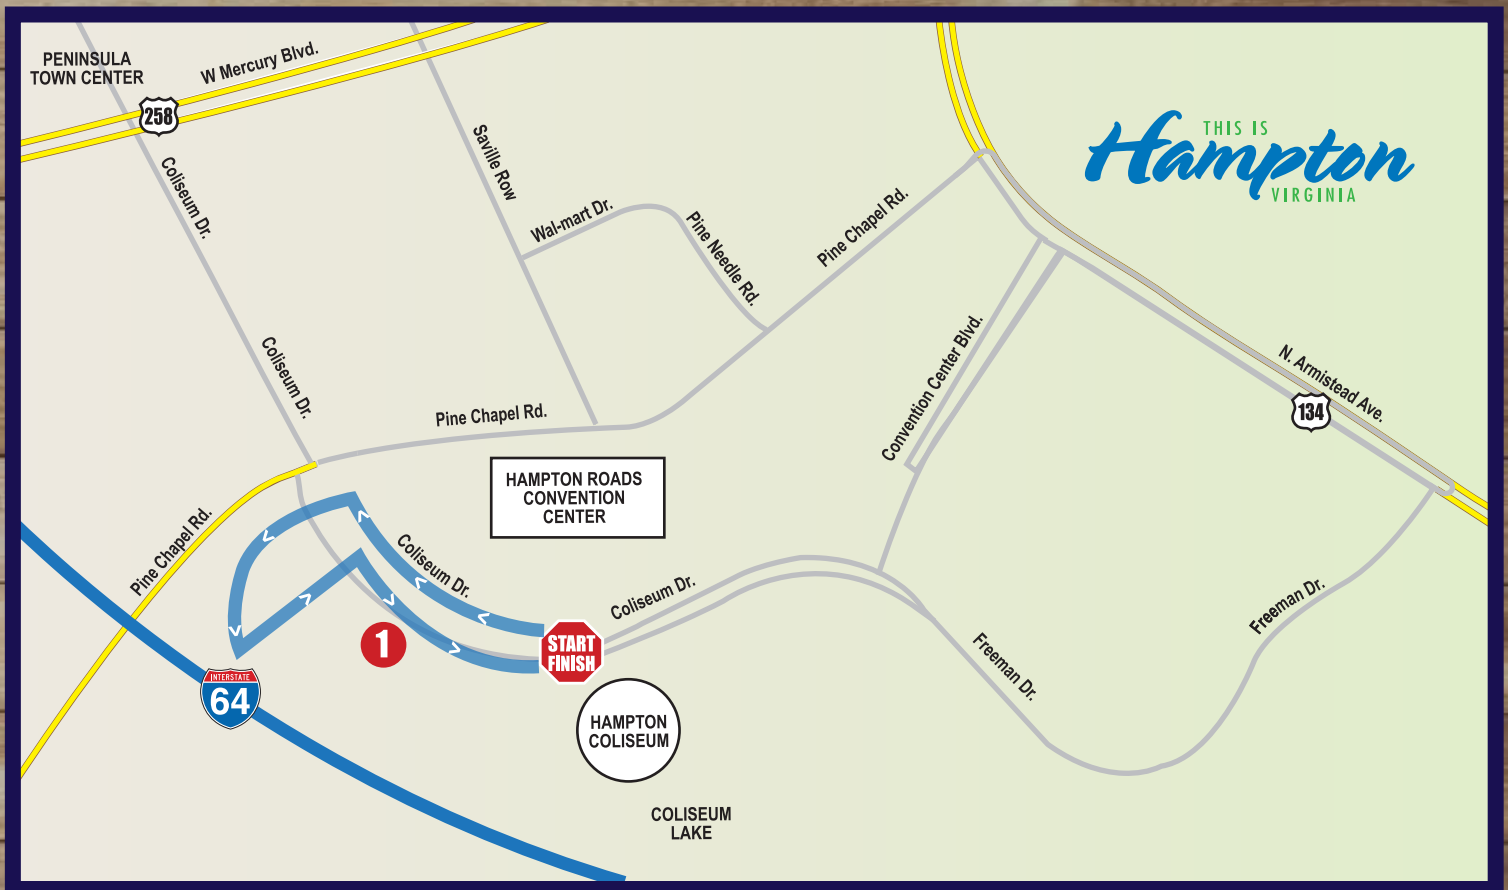 PENINSULA
TOWN CENTER
W Mercury Blvd.
258
THIS IS
Hampton
VIRGINIA
Coliseum Dr.
Saville Row
Wal-mart Dr.
Pine Needle Rd.
Pine Chapel Rd.
Coliseum Dr.
Convention Center Blvd.
N. Armistead Ave.
134
Pine Chapel Rd.
HAMPTON ROADS
CONVENTION
CENTER
Pine Chapel Rd.
Coliseum Dr.
Coliseum Dr.
Freeman Dr.
1
START
FINISH
Freeman Dr.
INTERSTATE
64
HAMPTON
COLISEUM
COLISEUM
LAKE